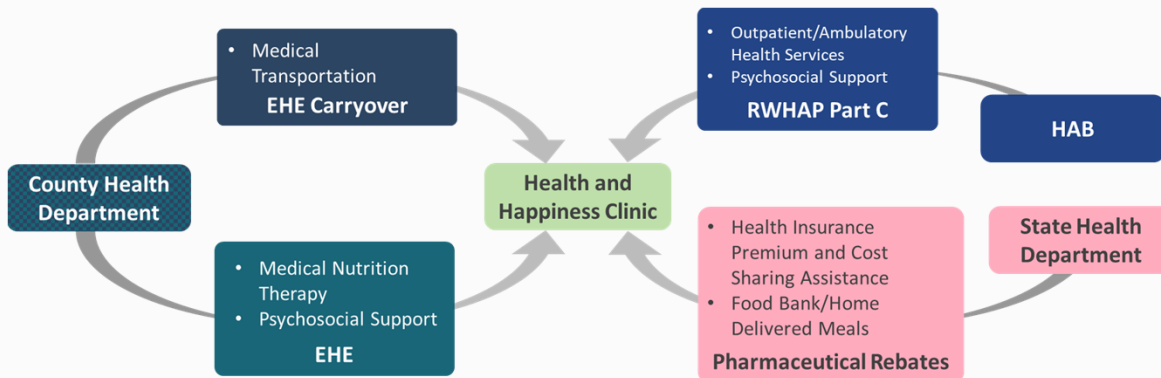 • Medical
Transportation
EHE Carryover
• Outpatient/Ambulatory
Health Services
• Psychosocial Support
RWHAP Part C
HAB
County Health
Department
Health and
Happiness Clinic
• Medical Nutrition
Therapy
• Psychosocial Support
EHE
• Health Insurance
Premium and Cost
Sharing Assistance
• Food Bank/Home
Delivered Meals
Pharmaceutical Rebates
State Health
Department